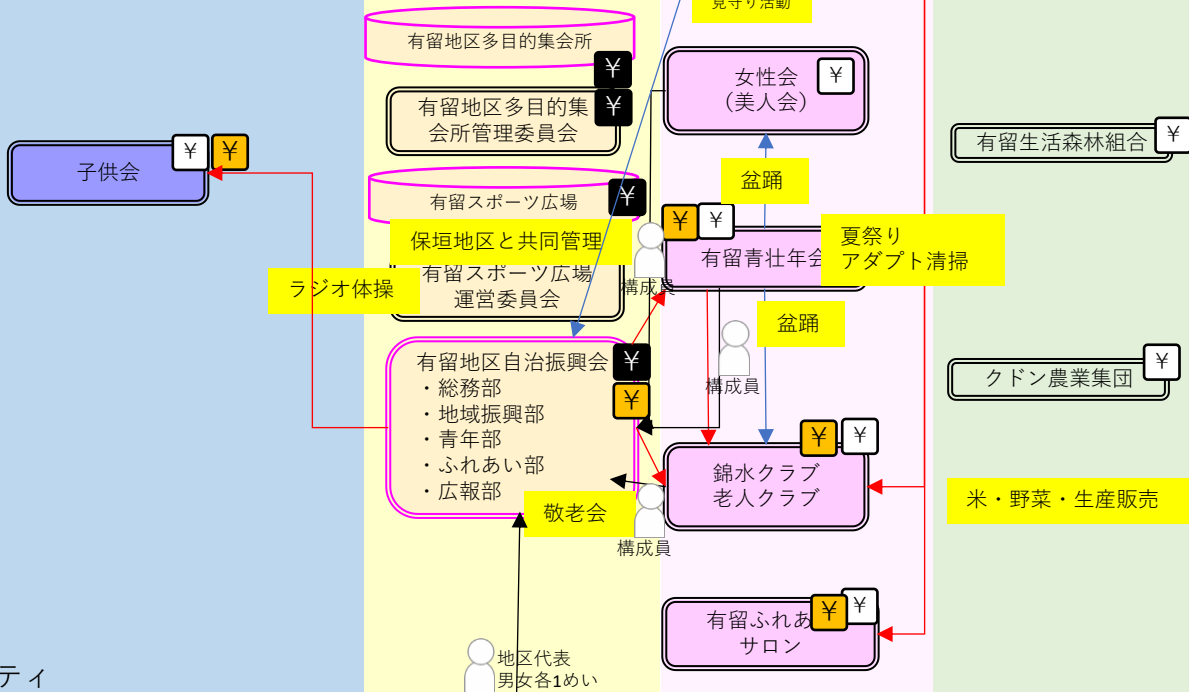 見守り活動
有留地区多目的集会所
¥
有留地区多目的集
会所管理委員会
¥
女性会
（美人会）
¥
子供会
¥
¥
有留生活森林組合
¥
盆踊
有留スポーツ広場
¥
保垣地区と共同管理
有留スポーツ広場
運営委員会
¥
¥
有留青壮年会
夏祭り
アダプト清掃
構成員
ラジオ体操
盆踊
構成員
有留地区自治振興会
・総務部
・地域振興部
・青年部
・ふれあい部
・広報部
¥
¥
クドン農業集団
¥
錦水クラブ
老人クラブ
¥
¥
米・野菜・生産販売
敬老会
構成員
有留ふれあ
サロン
¥
¥
地区代表
男女各1めい
ティ